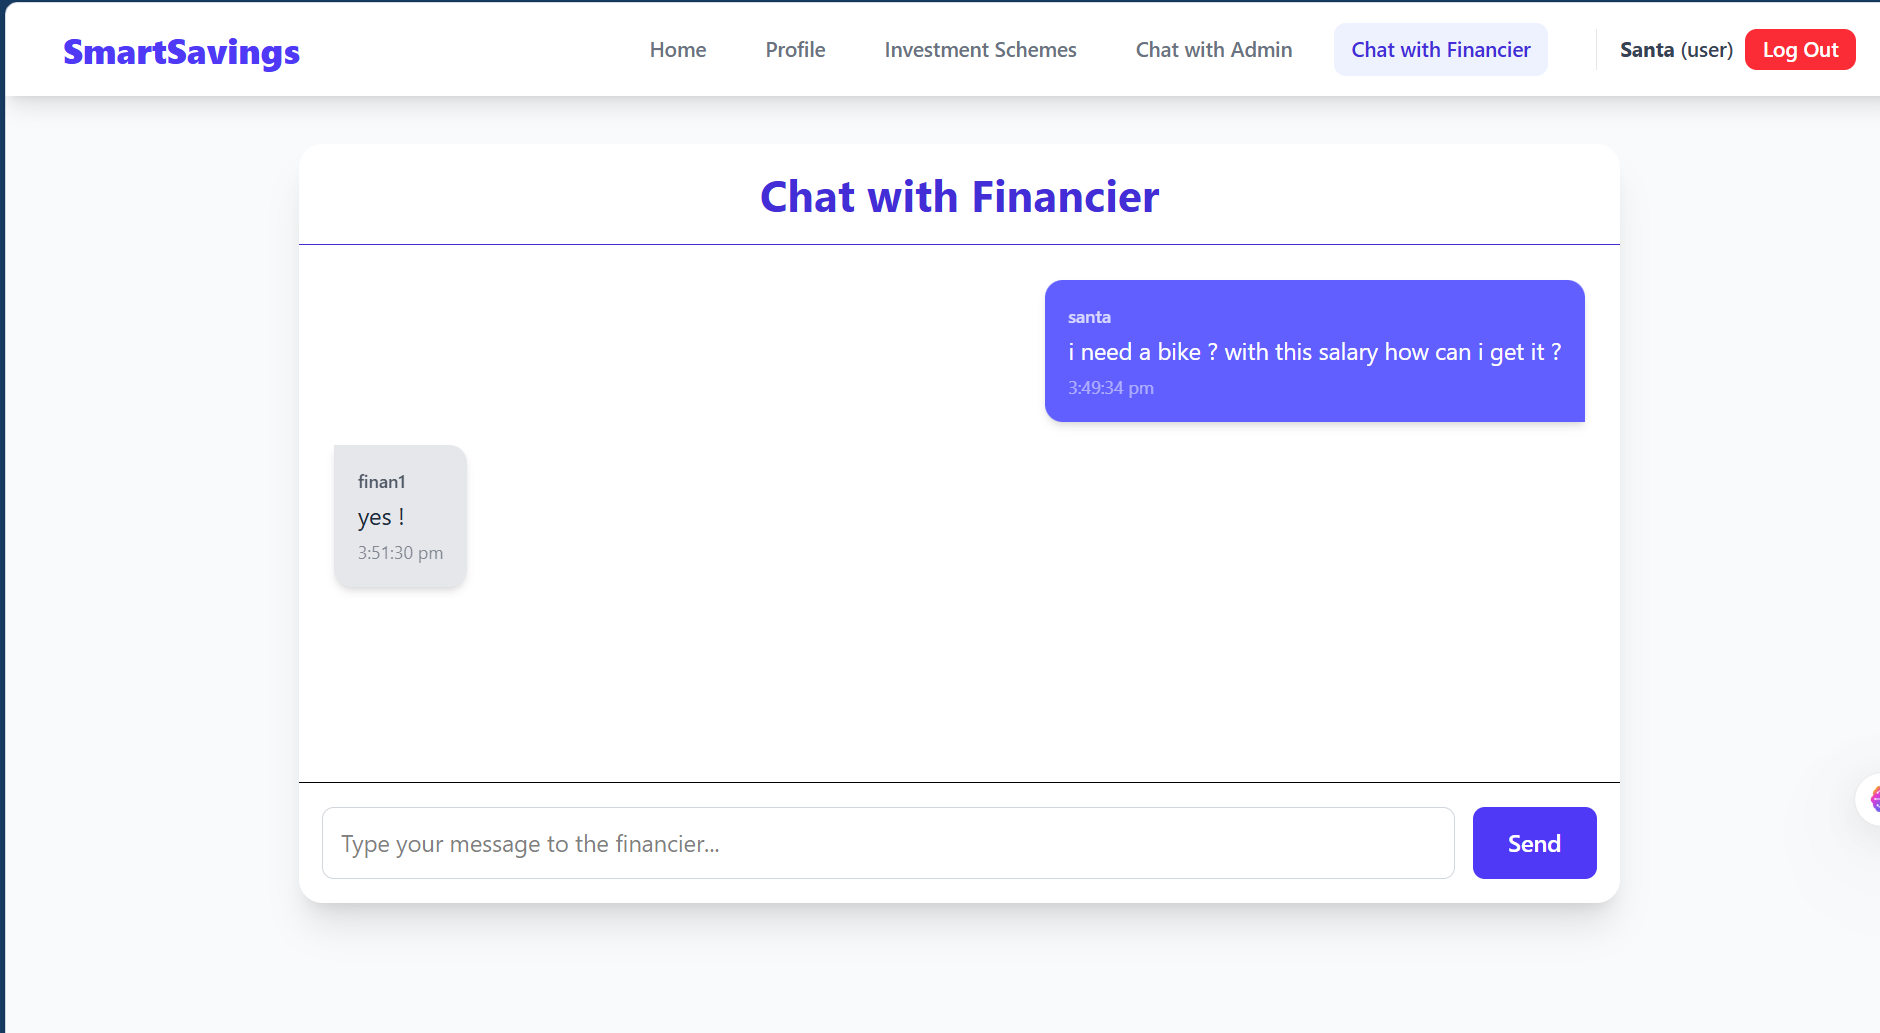 SmartSavings
Home
Profile
Investment Schemes
Chat with Admin
Chat with Financier
Santa (user)
Log Out
Chat with Financier
santa
i need a bike ? with this salary how can i get it ?
3:49:34 pm
finan1
yes !
3:51:30 pm
Type your message to the financier...
Send